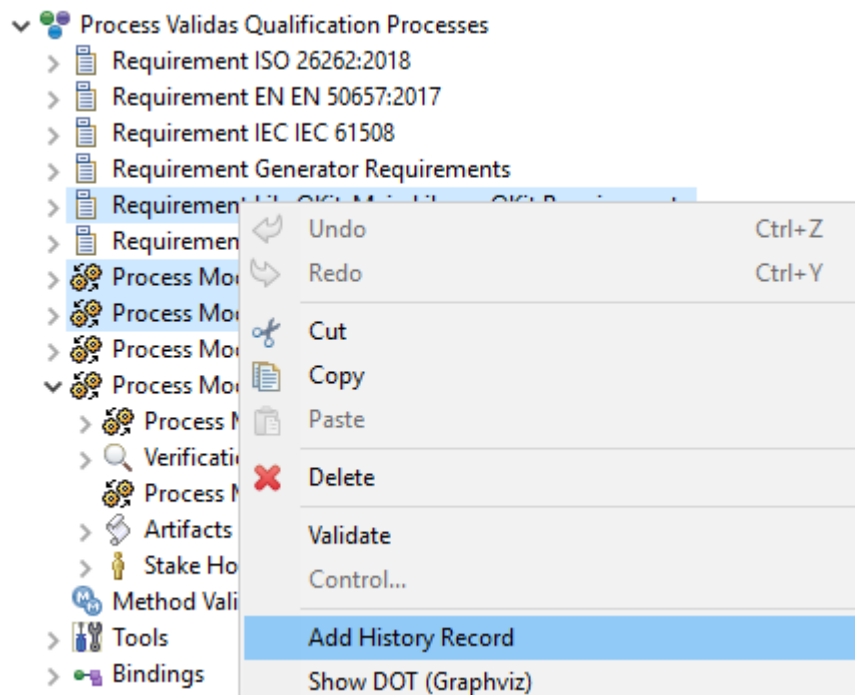 Process Validas Qualification Processes
Requirement ISO 26262:2018
Requirement EN EN 50657:2017
Requirement IEC IEC 61508
Requirement Generator Requirements
Requirement
Requiremen
Process Mo
Process Mo
Process Mo
Process Mo
Process
Verificati
Process
Artifacts
Stake Ho
Method Vali
Tools
Bindings
Undo Ctrl+Z
Redo Ctrl+Y
Cut
Copy
Paste
Delete
Validate
Control...
Add History Record
Show DOT (Graphviz)